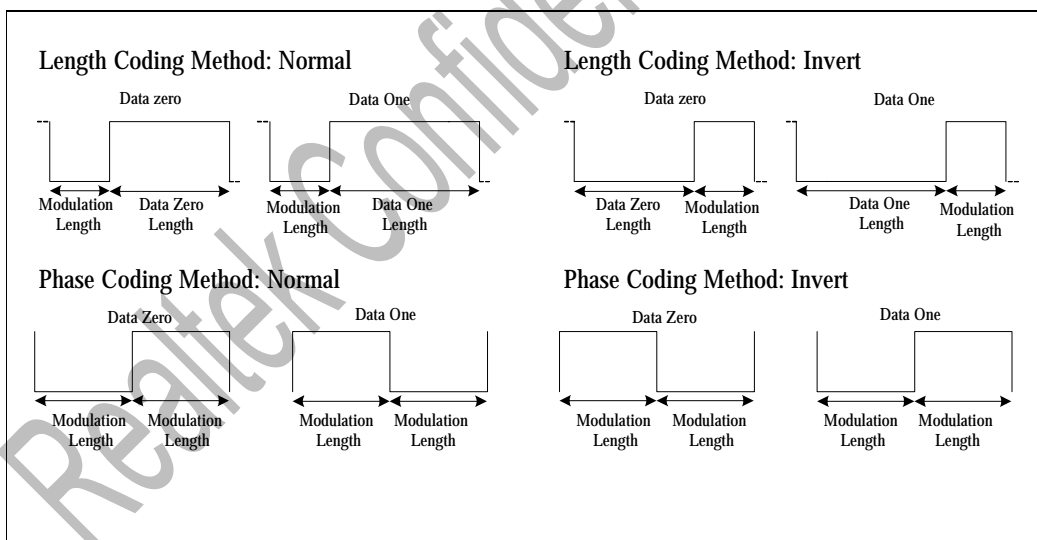 Length Coding Method: Normal
Data zero
Data One
Modulation
Length
Data Zero
Length
Modulation
Length
Data One
Length
Length Coding Method: Invert
Data zero
Data One
Data Zero
Length
Modulation
Length
Data One
Length
Modulation
Length
Phase Coding Method: Normal
Data Zero
Data One
Modulation
Length
Modulation
Length
Modulation
Length
Modulation
Length
Phase Coding Method: Invert
Data Zero
Data One
Modulation
Length
Modulation
Length
Modulation
Length
Modulation
Length
Realtek Confiden